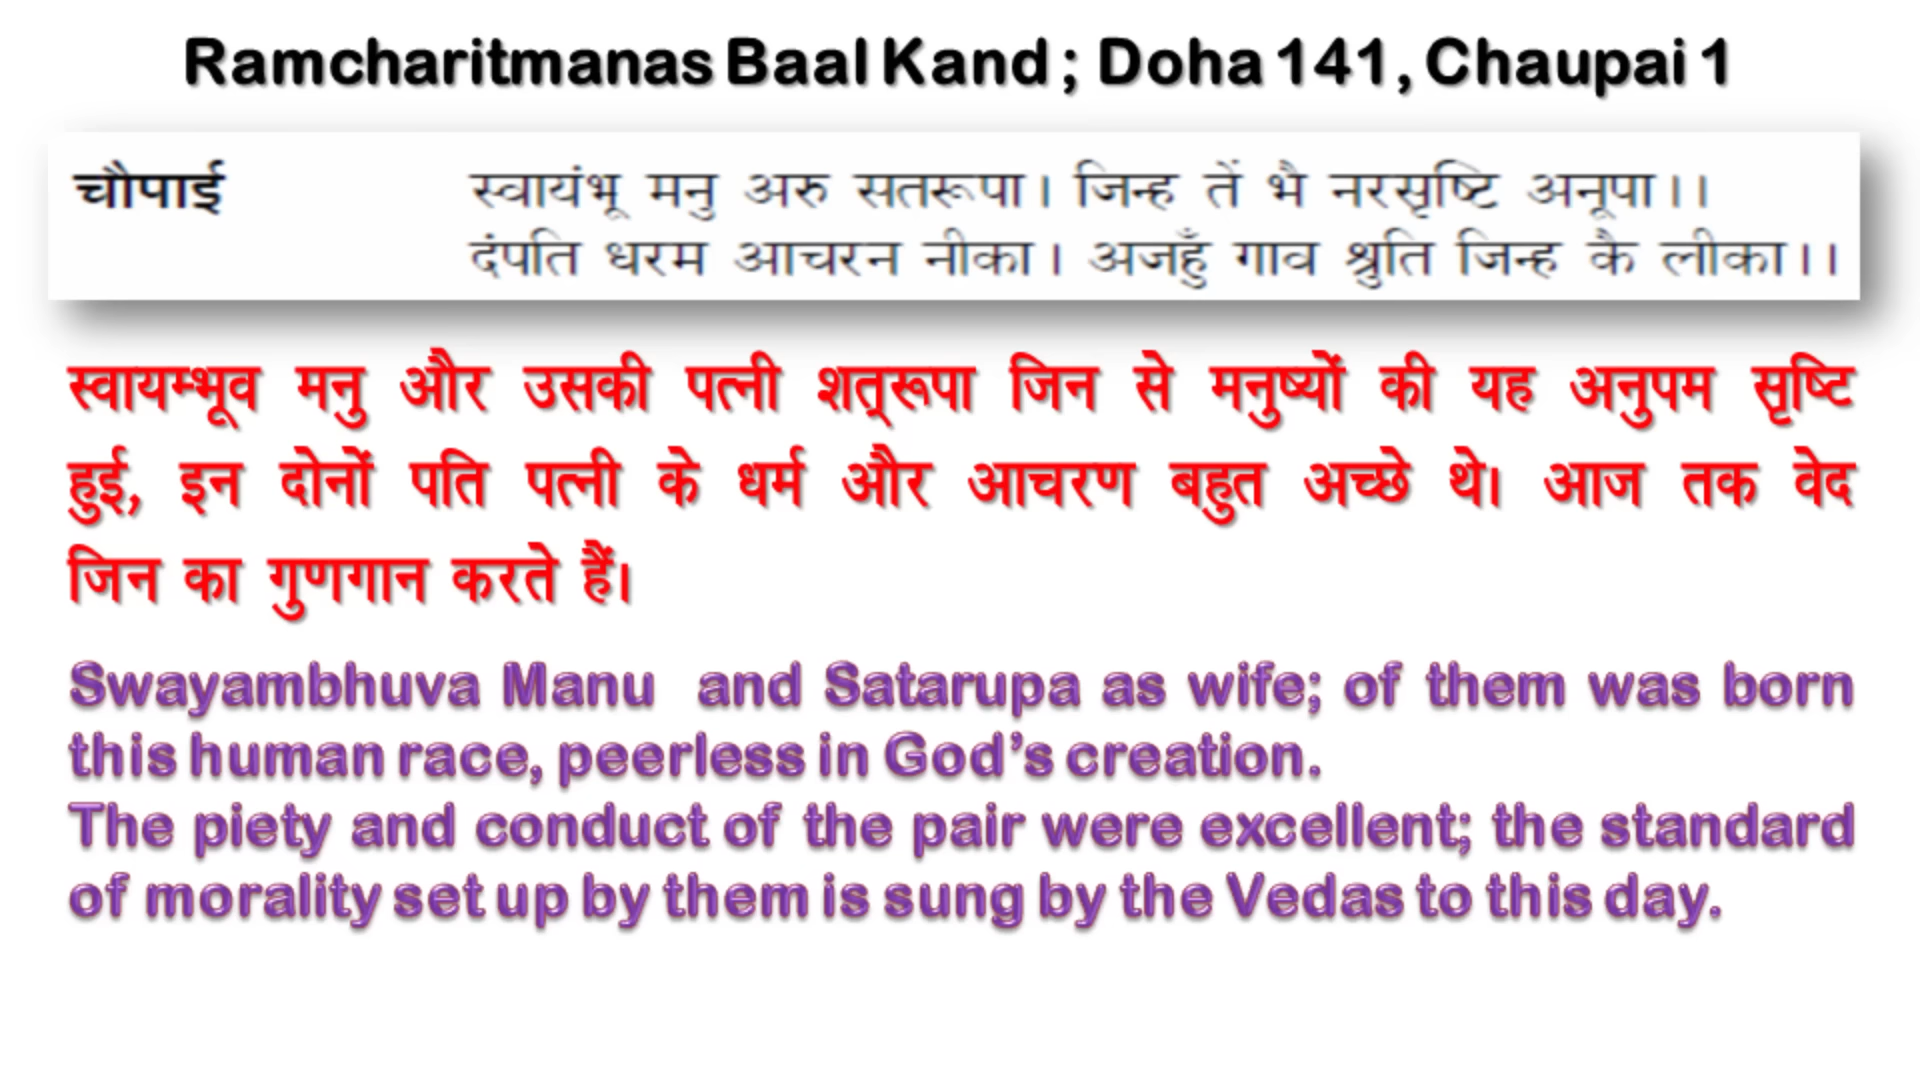 Ramcharitmanas Baal Kand ; Doha 141, Chaupai 1
चौपाई स्वायंभू मनु अरु सतरूपा। जिन्ह तें भै नरसृष्टि अनूपा।।
दंपति धरम आचरन नीका। अजहुँ गाव श्रुति जिन्ह कै लीका।।
स्वायम्भूव मनु और उसकी पत्नी शत्रूपा जिन से मनुष्यों की यह अनुपम सृष्टि
हुई, इन दोनों पति पत्नी के धर्म और आचरण बहुत अच्छे थे। आज तक वेद
जिन का गुणगान करते हैं।
Swayambhuva Manu and Satarupa as wife; of them was born
this human race, peerless in God’s creation.
The piety and conduct of the pair were excellent; the standard
of morality set up by them is sung by the Vedas to this day.